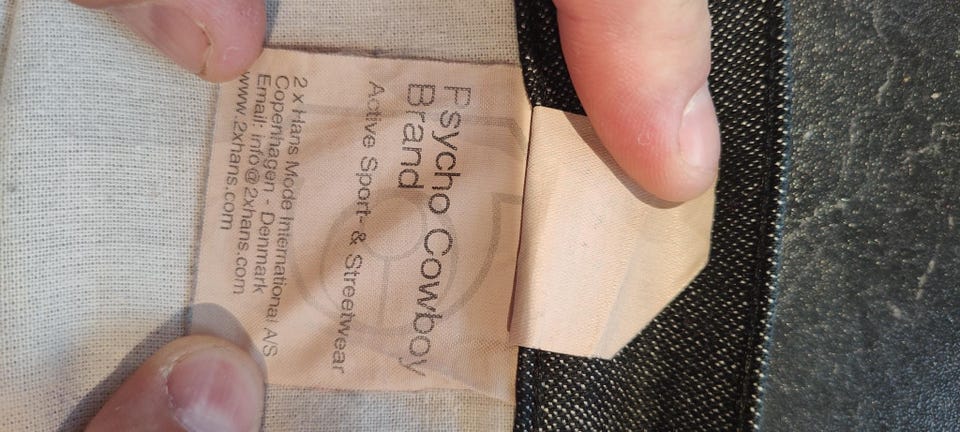 Psycho Cowboy
Brand
Active Sport- & Streetwear
2 x Hans Mode International A/S
Copenhagen - Denmark
Email: info@2xhans.com
www.2xhans.com